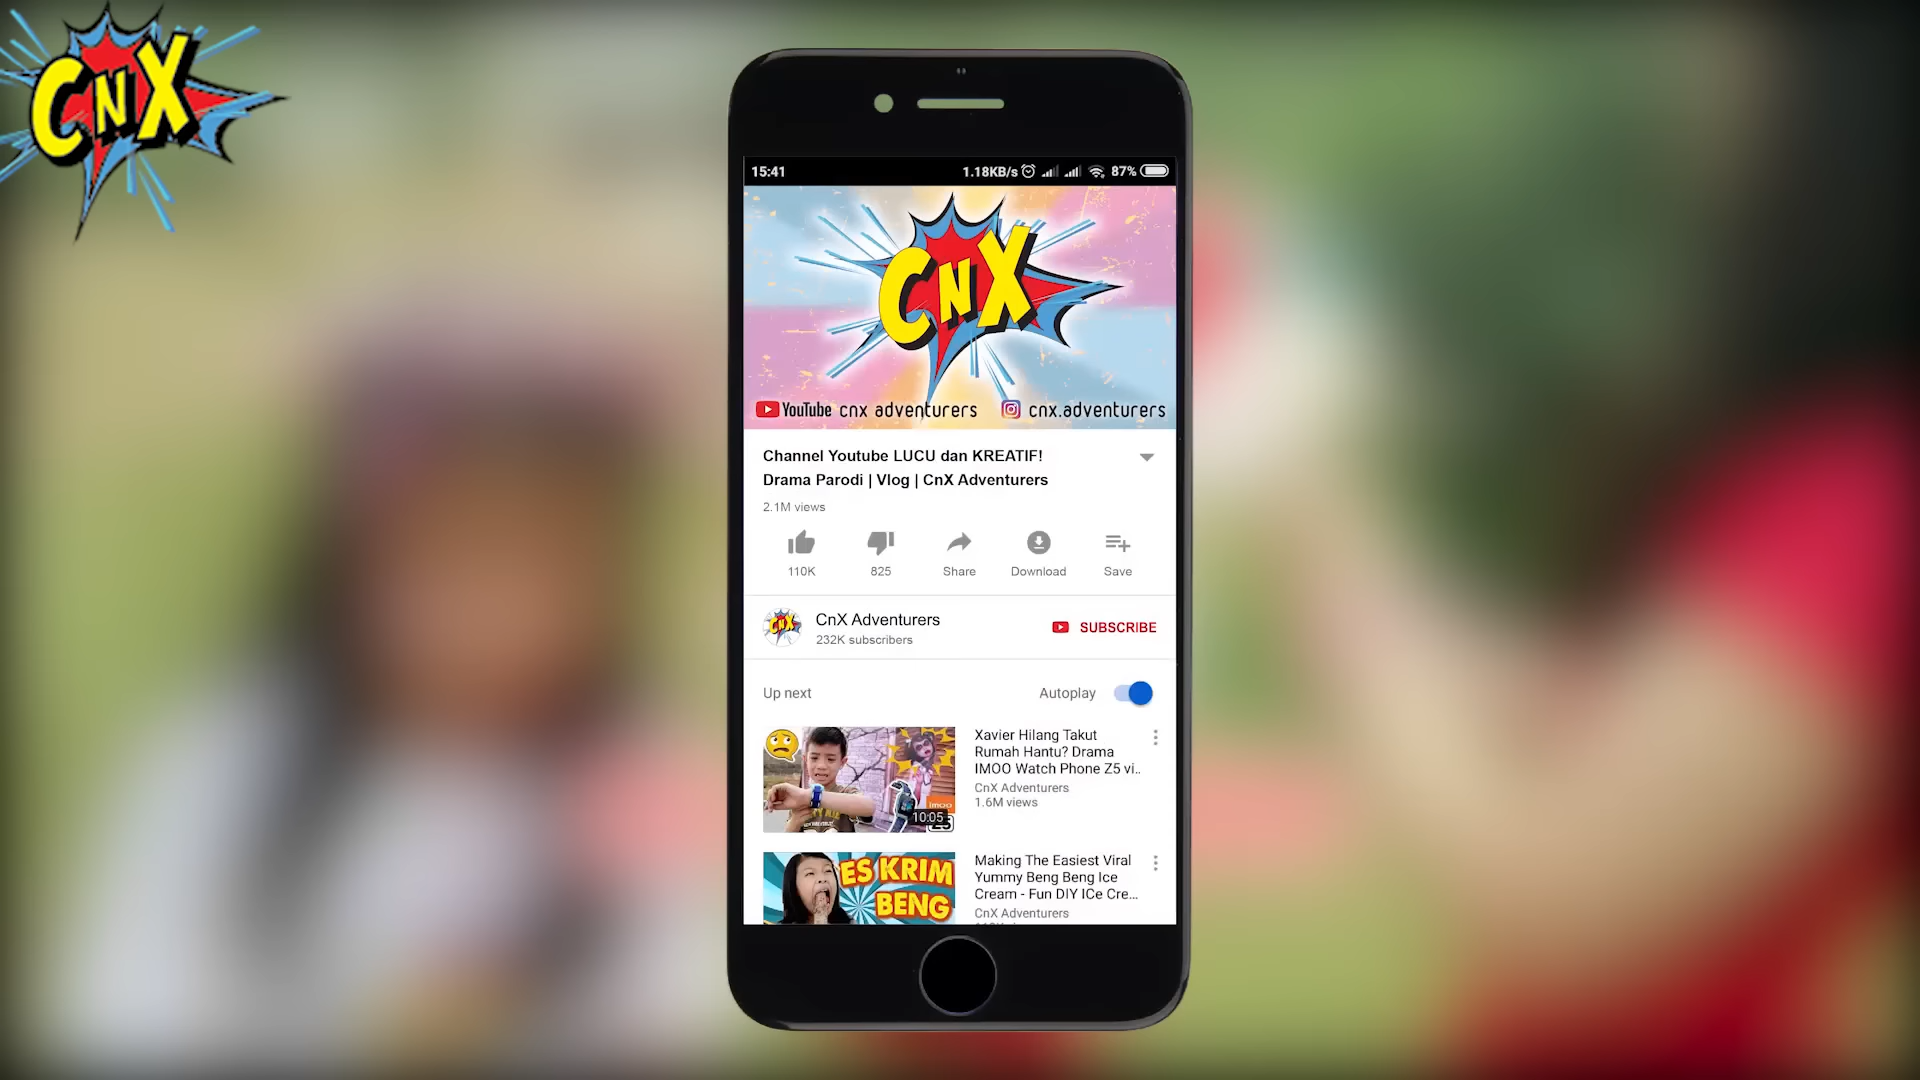 CnX
15:41
1.18KB/s
87%
CnX
YouTube cnx adventurers
cnx.adventurers
Channel Youtube LUCU dan KREATIF!
Drama Parodi | Vlog | CnX Adventurers
2.1M views
110K
825
Share
Download
Save
CnX
CnX Adventurers
232K subscribers
SUBSCRIBE
Up next
Autoplay
Xavier Hilang Takut
Rumah Hantu? Drama
IMOO Watch Phone Z5 vi..
CnX Adventurers
1.6M views
imoo
Z5
10:05
ES KRIM
BENG
Making The Easiest Viral
Yummy Beng Beng Ice
Cream - Fun DIY ICe Cre...
CnX Adventurers